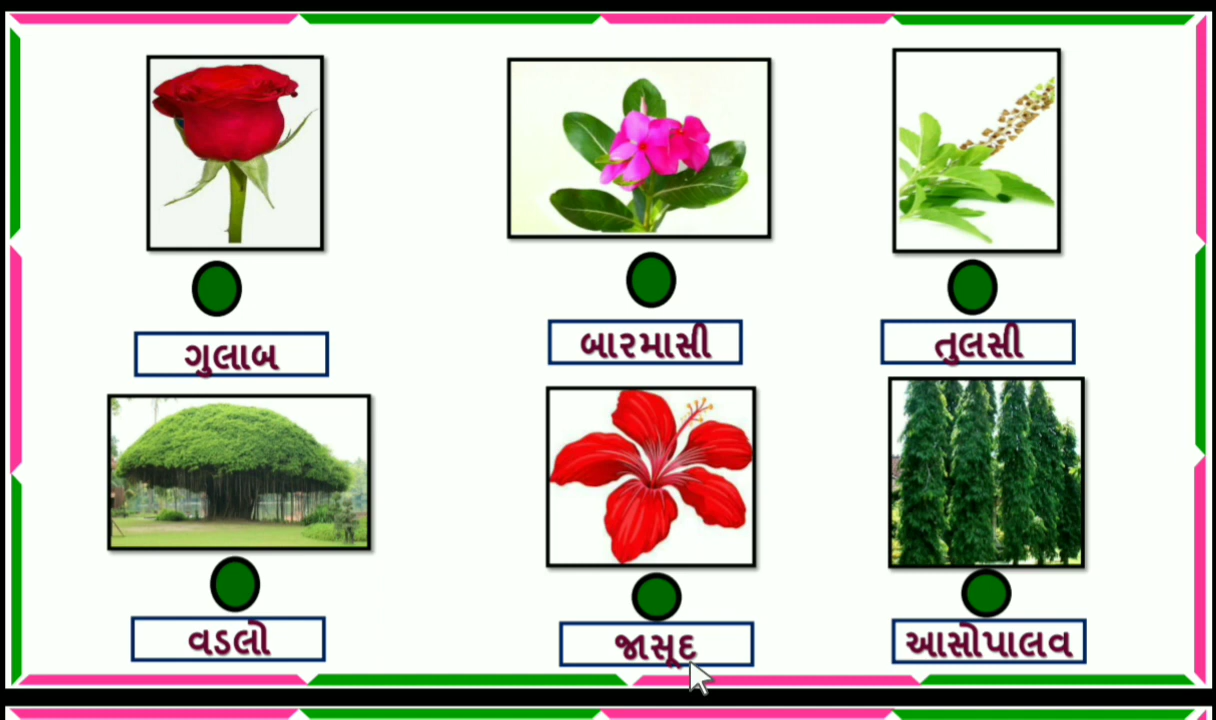 ગુલાબ
બારમાસી
તુલસી
વડલો
જાસૂદ
આસોપાલવ